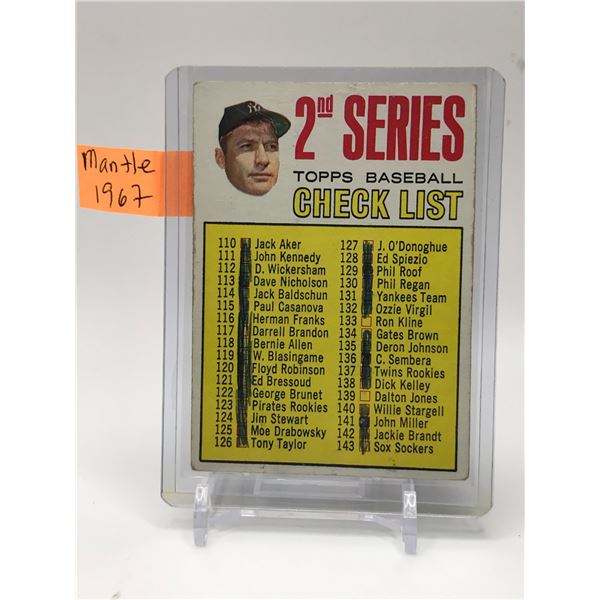 Mantle
1967
NY
2nd SERIES
TOPPS BASEBALL
CHECK LIST
110 Jack Aker
111 John Kennedy
112 D. Wickersham
113 Dave Nicholson
114 Jack Baldschun
115 Paul Casanova
116 Herman Franks
117 Darrell Brandon
118 Bernie Allen
119 W. Blasingame
120 Floyd Robinson
121 Ed Bressoud
122 George Brunet
123 Pirates Rookies
124 Jim Stewart
125 Moe Drabowsky
126 Tony Taylor
127 J. O'Donoghue
128 Ed Spiezio
129 Phil Roof
130 Phil Regan
131 Yankees Team
132 Ozzie Virgil
133 Ron Kline
134 Gates Brown
135 Deron Johnson
136 C. Sembera
137 Twins Rookies
138 Dick Kelley
139 Dalton Jones
140 Willie Stargell
141 John Miller
142 Jackie Brandt
143 Sox Sockers